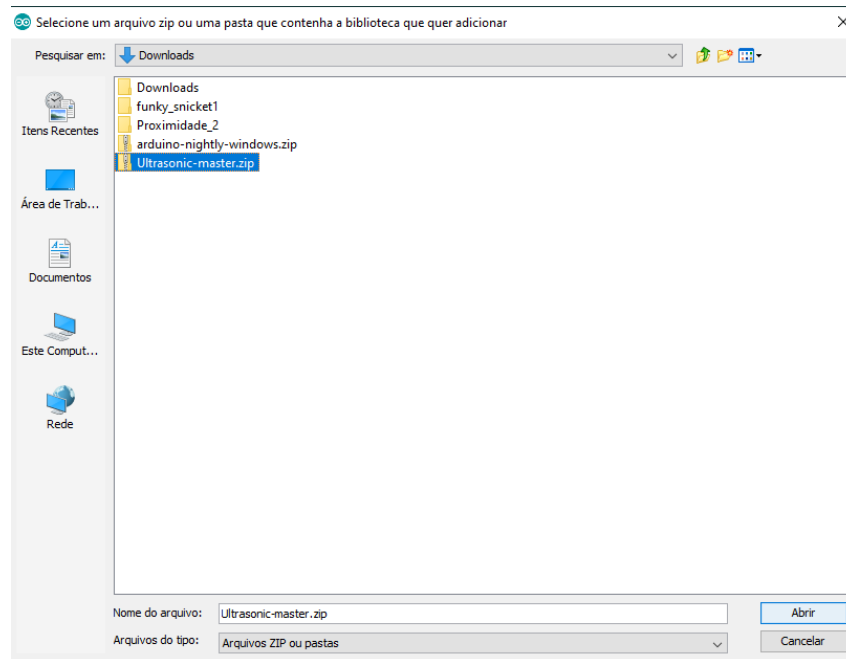 Selecione um arquivo zip ou uma pasta que contenha a biblioteca que quer adicionar
Pesquisar em: Downloads
Itens Recentes
Área de Trab...
Documentos
Este Comput...
Rede
Downloads
funky_snicket1
Proximidade_2
arduino-nightly-windows.zip
Ultrasonic-master.zip
Nome do arquivo: Ultrasonic-master.zip Abrir
Arquivos do tipo: Arquivos ZIP ou pastas Cancelar